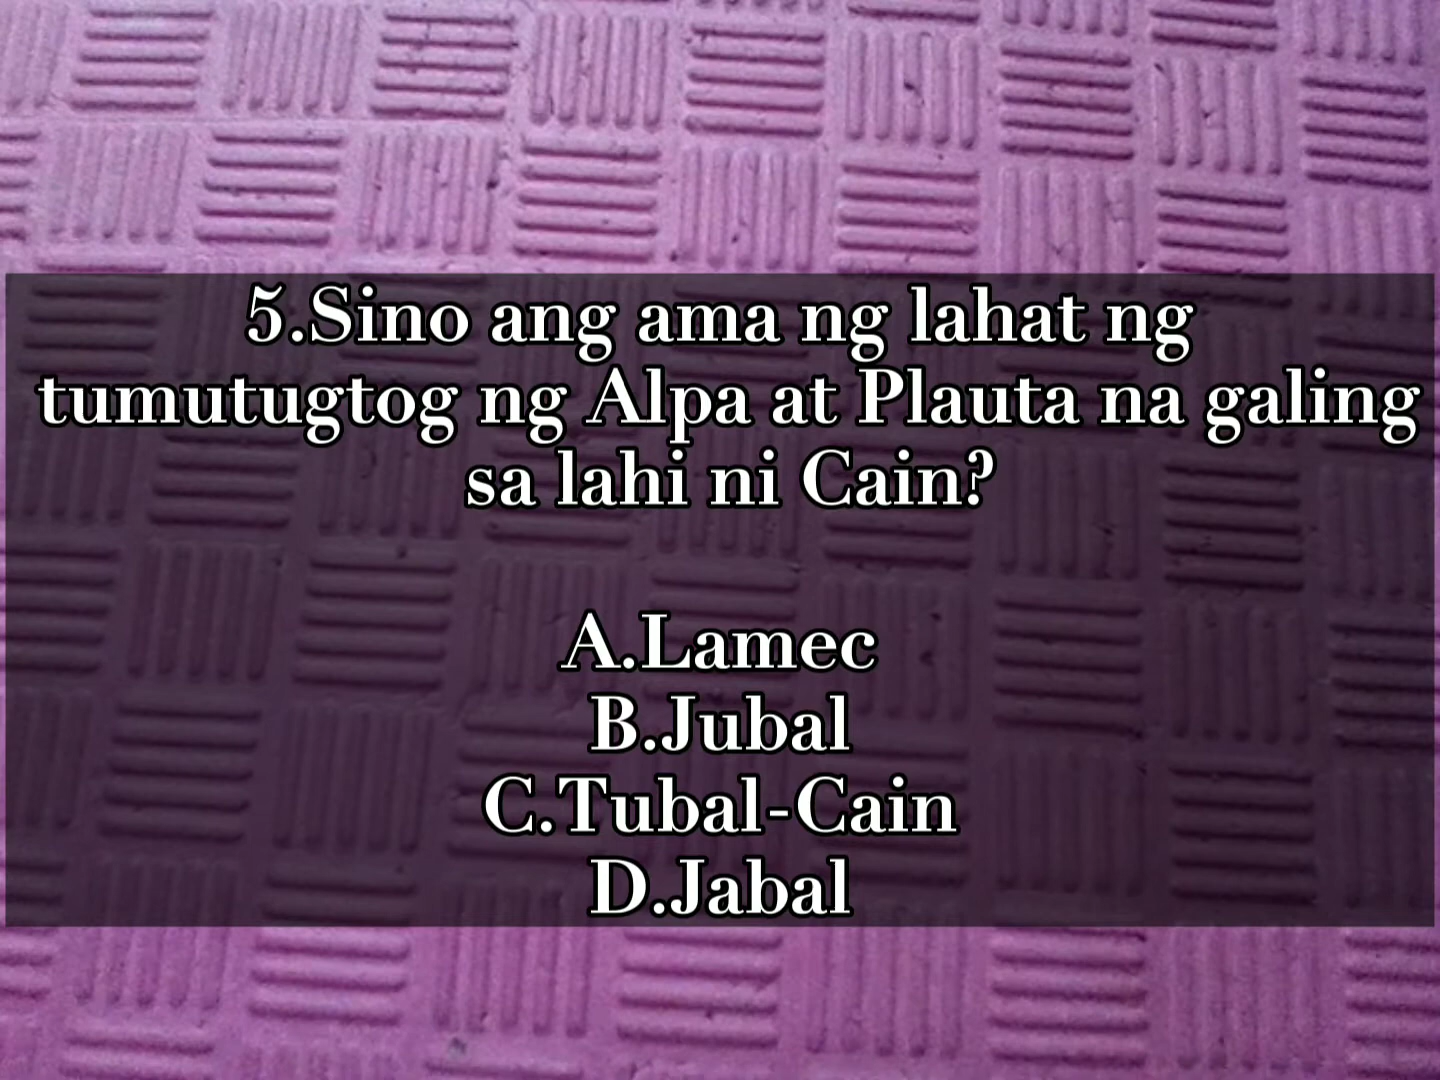 5.Sino ang ama ng lahat ng
tumutugtog ng Alpa at Plauta na galing
sa lahi ni Cain?
A.Lamec
B.Jubal
C.Tubal-Cain
D.Jabal